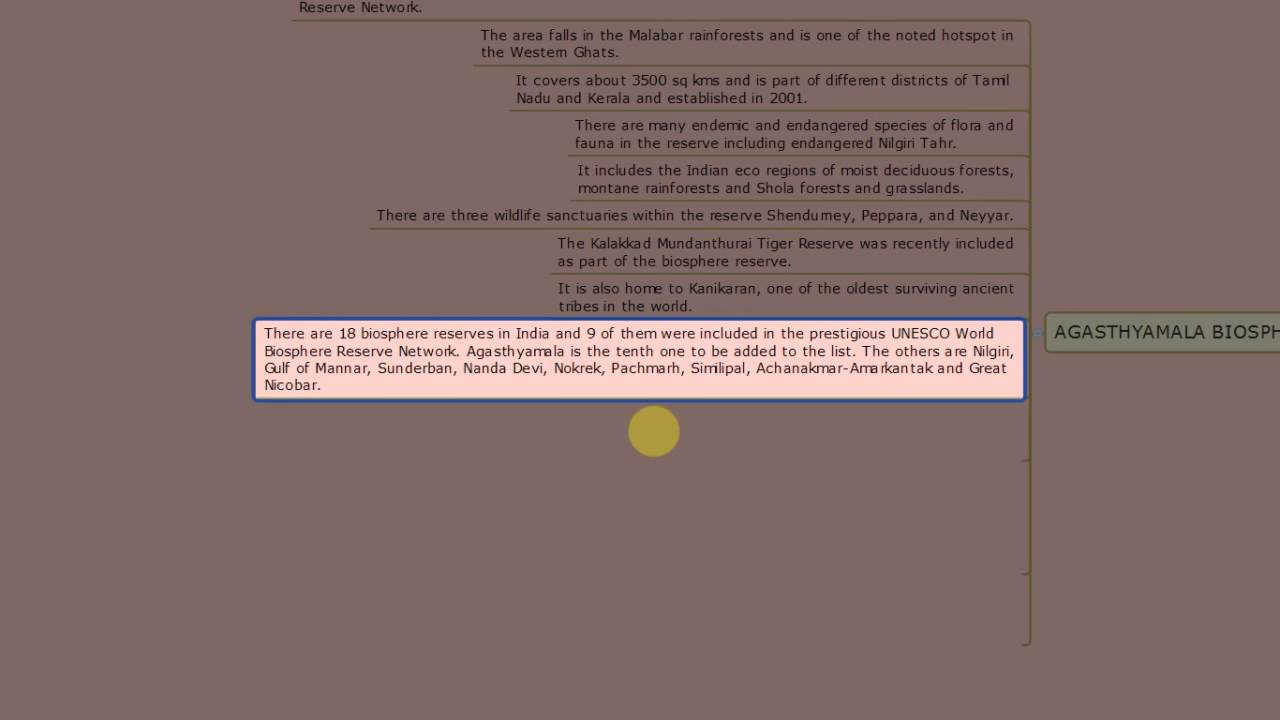 Reserve Network.
The area falls in the Malabar rainforests and is one of the noted hotspot in
the Western Ghats.
It covers about 3500 sq kms and is part of different districts of Tamil
Nadu and Kerala and established in 2001.
There are many endemic and endangered species of flora and
fauna in the reserve including endangered Nilgiri Tahr.
It includes the Indian eco regions of moist deciduous forests,
montane rainforests and Shola forests and grasslands.
There are three wildlife sanctuaries within the reserve Shendurney, Peppara, and Neyyar.
The Kalakkad Mundanthurai Tiger Reserve was recently included
as part of the biosphere reserve.
It is also home to Kanikaran, one of the oldest surviving ancient
tribes in the world.
There are 18 biosphere reserves in India and 9 of them were included in the prestigious UNESCO World
Biosphere Reserve Network. Agasthyamala is the tenth one to be added to the list. The others are Nilgiri,
Gulf of Mannar, Sunderban, Nanda Devi, Nokrek, Pachmarh, Similipal, Achanakmar-Amarkantak and Great
Nicobar.
AGASTHYAMALA BIOSPH